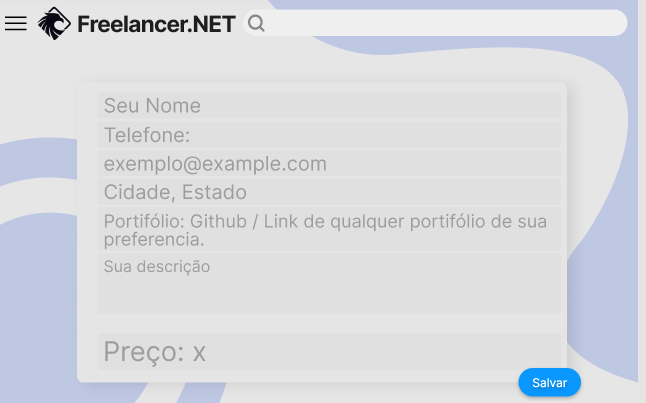 Freelancer.NET
Seu Nome
Telefone:
exemplo@example.com
Cidade, Estado
Portifólio: Github / Link de qualquer portifólio de sua
preferencia.
Sua descrição
Preço: x
Salvar